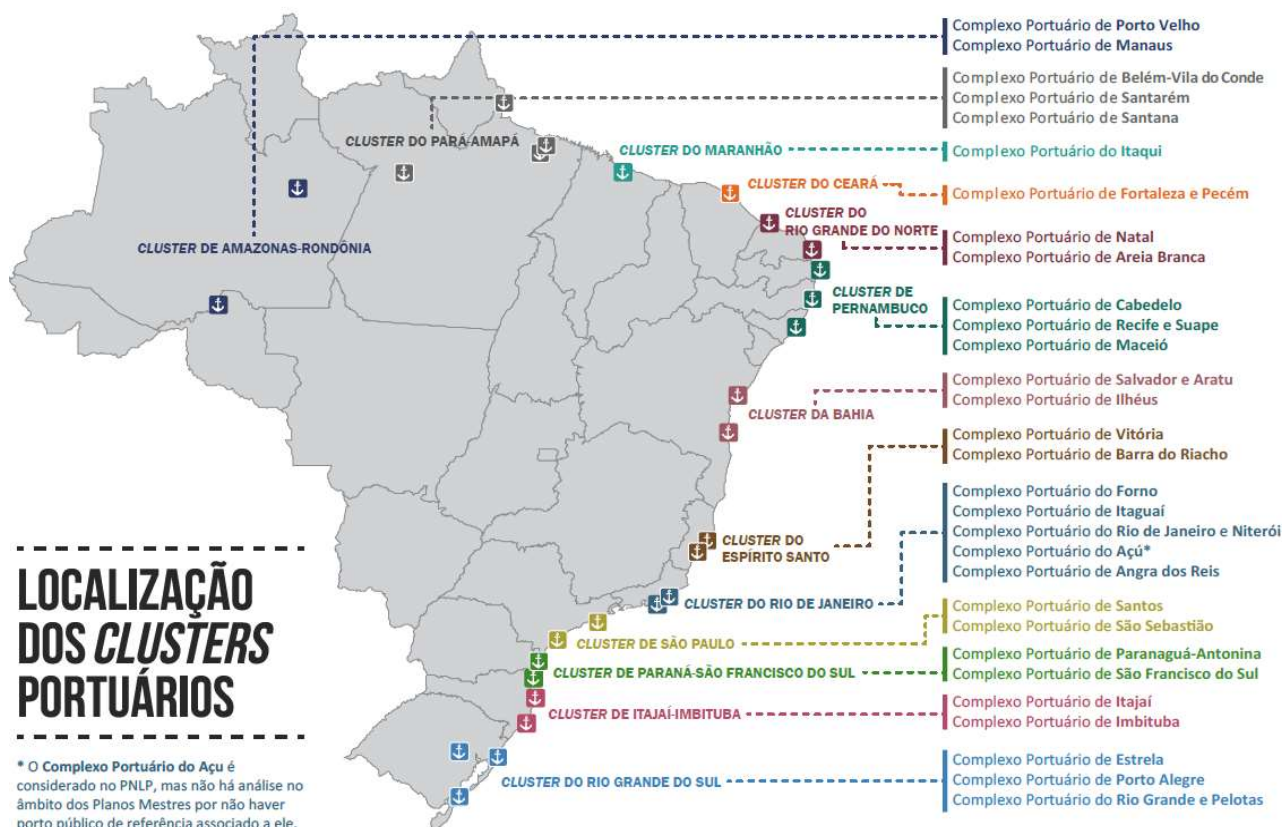 Complexo Portuário de Porto Velho
Complexo Portuário de Manaus
Complexo Portuário de Belém-Vila do Conde
Complexo Portuário de Santarém
Complexo Portuário de Santana
CLUSTER DO PARÁ-AMAPÁ
CLUSTER DO MARANHÃO
Complexo Portuário do Itaqui
CLUSTER DO CEARÁ
Complexo Portuário de Fortaleza e Pecém
CLUSTER DO
RIO GRANDE DO NORTE
Complexo Portuário de Natal
Complexo Portuário de Areia Branca
CLUSTER DE AMAZONAS-RONDÔNIA
CLUSTER DE
PERNAMBUCO
Complexo Portuário de Cabedelo
Complexo Portuário de Recife e Suape
Complexo Portuário de Maceió
Complexo Portuário de Salvador e Aratu
Complexo Portuário de Ilhéus
CLUSTER DA BAHIA
Complexo Portuário de Vitória
Complexo Portuário de Barra do Riacho
CLUSTER DO
ESPÍRITO SANTO
Complexo Portuário do Forno
Complexo Portuário de Itaguaí
Complexo Portuário do Rio de Janeiro e Niterói
Complexo Portuário do Açú*
Complexo Portuário de Angra dos Reis
CLUSTER DO RIO DE JANEIRO
Complexo Portuário de Santos
Complexo Portuário de São Sebastião
CLUSTER DE SÃO PAULO
Complexo Portuário de Paranaguá-Antonina
Complexo Portuário de São Francisco do Sul
CLUSTER DE PARANÁ-SÃO FRANCISCO DO SUL
Complexo Portuário de Itajaí
Complexo Portuário de Imbituba
CLUSTER DE ITAJAÍ-IMBITUBA
Complexo Portuário de Estrela
Complexo Portuário de Porto Alegre
Complexo Portuário do Rio Grande e Pelotas
CLUSTER DO RIO GRANDE DO SUL
LOCALIZAÇÃO
DOS CLUSTERS
PORTUÁRIOS
* O Complexo Portuário do Açu é
considerado no PNLP, mas não há análise no
âmbito dos Planos Mestres por não haver
porto público de referência associado a ele.